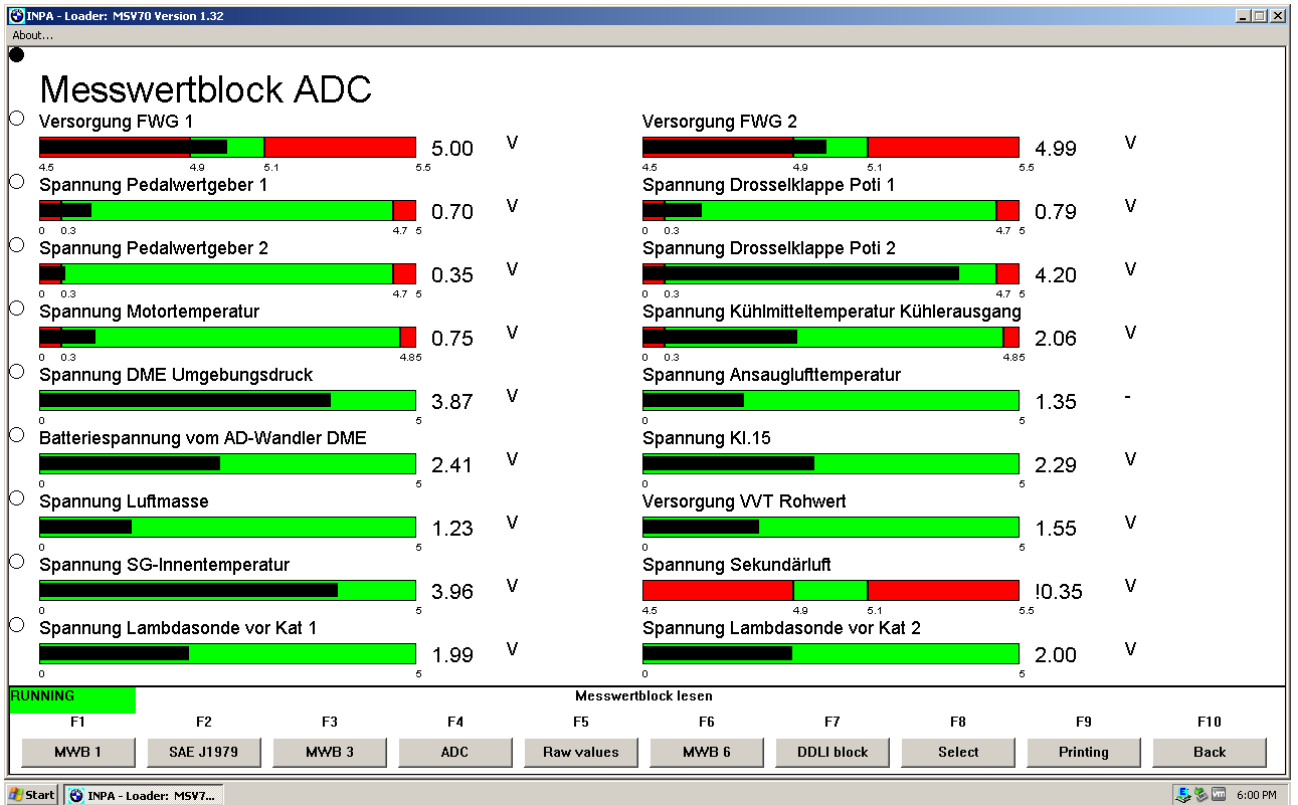 INPA - Loader: MSV70 Version 1.32
About...
Messwertblock ADC
Versorgung FWG 1
5.00 V
4.5 4.9 5.1 5.5
Versorgung FWG 2
4.99 V
4.5 4.9 5.1 5.5
Spannung Pedalwertgeber 1
0.70 V
0 0.3 4.7 5
Spannung Drosselklappe Poti 1
0.79 V
0 0.3 4.7 5
Spannung Pedalwertgeber 2
0.35 V
0 0.3 4.7 5
Spannung Drosselklappe Poti 2
4.20 V
0 0.3 4.7 5
Spannung Motortemperatur
0.75 V
0 0.3 4.85
Spannung Kühlmitteltemperatur Kühlerausgang
2.06 V
0 0.3 4.85
Spannung DME Umgebungsdruck
3.87 V
0 5
Spannung Ansauglufttemperatur
1.35 -
0 5
Batteriespannung vom AD-Wandler DME
2.41 V
0 5
Spannung Kl.15
2.29 V
0 5
Spannung Luftmasse
1.23 V
0 5
Versorgung VVT Rohwert
1.55 V
0 5
Spannung SG-Innentemperatur
3.96 V
0 5
Spannung Sekundärluft
!0.35 V
4.5 4.9 5.1 5.5
Spannung Lambdasonde vor Kat 1
1.99 V
0 5
Spannung Lambdasonde vor Kat 2
2.00 V
0 5
RUNNING
Messwertblock lesen
F1 F2 F3 F4 F5 F6 F7 F8 F9 F10
MWB 1 SAE J1979 MWB 3 ADC Raw values MWB 6 DDLI block Select Printing Back
Start INPA - Loader: MSV7... 6:00 PM